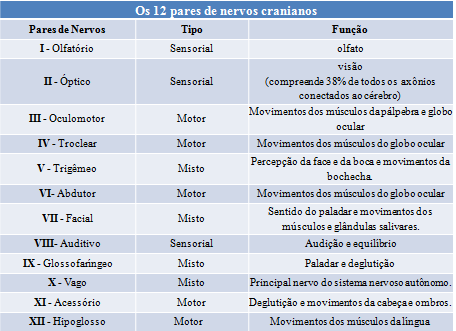 Os 12 pares de nervos cranianos
Pares de Nervos Tipo Função
I - Olfatório Sensorial olfato
II - Óptico Sensorial visão
(compreende 38% de todos os axônios
conectados ao cérebro)
III - Oculomotor Motor Movimentos dos músculos da pálpebra e globo
ocular
IV - Troclear Motor Movimentos dos músculos do globo ocular
V - Trigêmeo Misto Percepção da face e da boca e movimentos da
bochecha.
VI- Abdutor Motor Movimentos dos músculos do globo ocular
VII - Facial Misto Sentido do paladar e movimentos dos
músculos e glândulas salivares.
VIII- Auditivo Sensorial Audição e equilíbrio
IX - Glossofaríngeo Misto Paladar e deglutição
X - Vago Misto Principal nervo do sistema nervoso autônomo.
XI - Acessório Motor Deglutição e movimentos da cabeça e ombros.
XII - Hipoglosso Motor Movimentos dos músculos da língua